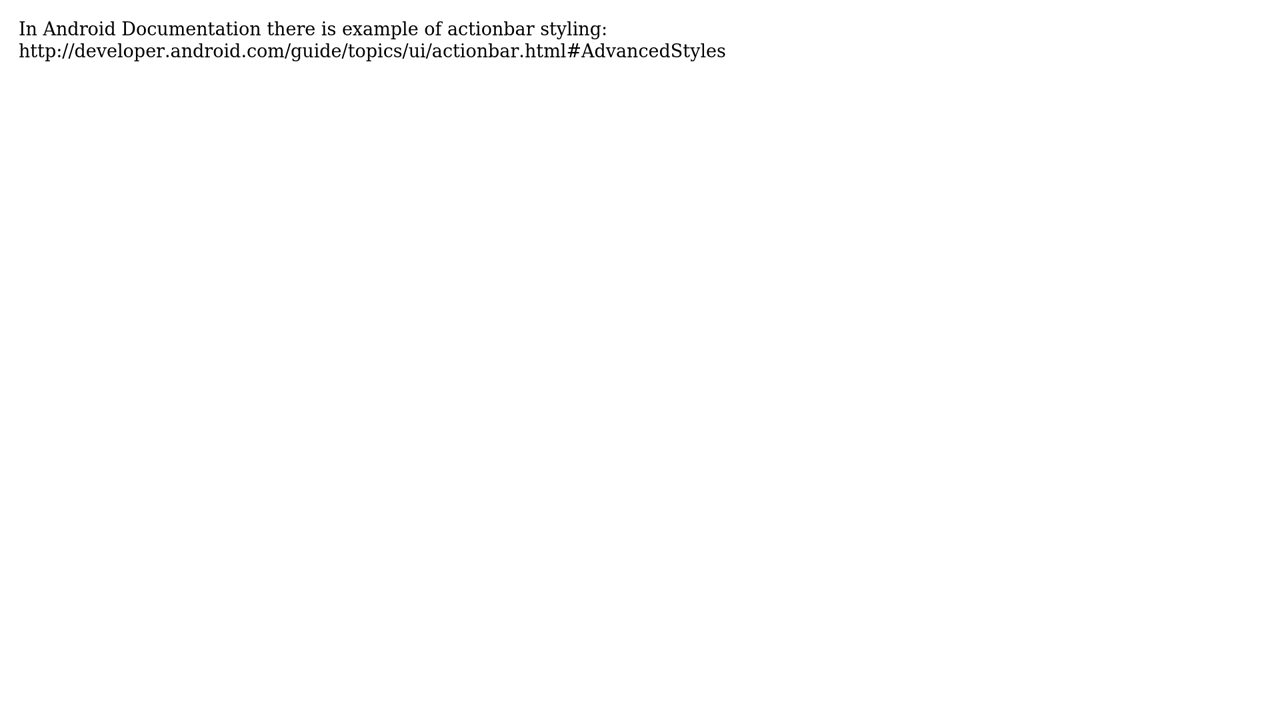 In Android Documentation there is example of actionbar styling:
http://developer.android.com/guide/topics/ui/actionbar.html#AdvancedStyles